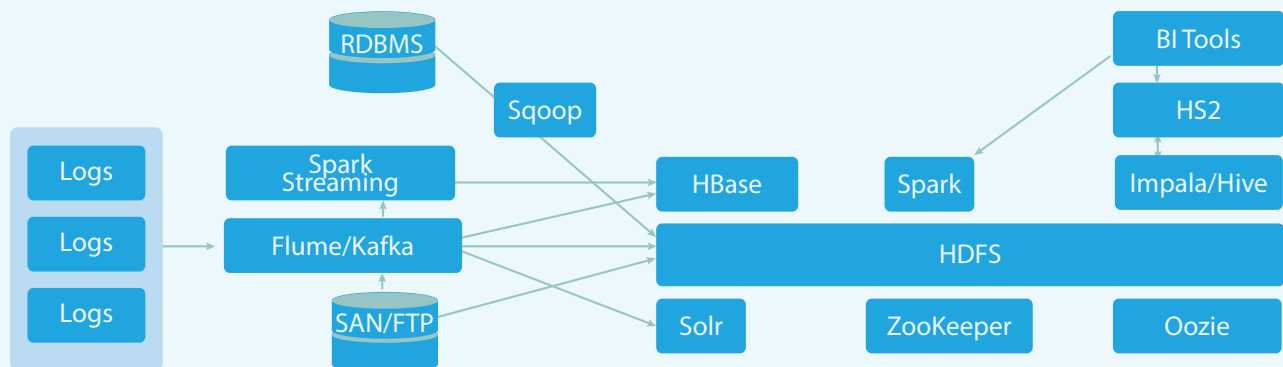 RDBMS
BI Tools
Sqoop
HS2
Logs
Spark
Streaming
HBase
Spark
Impala/Hive
Logs
Flume/Kafka
HDFS
Logs
SAN/FTP
Solr
ZooKeeper
Oozie